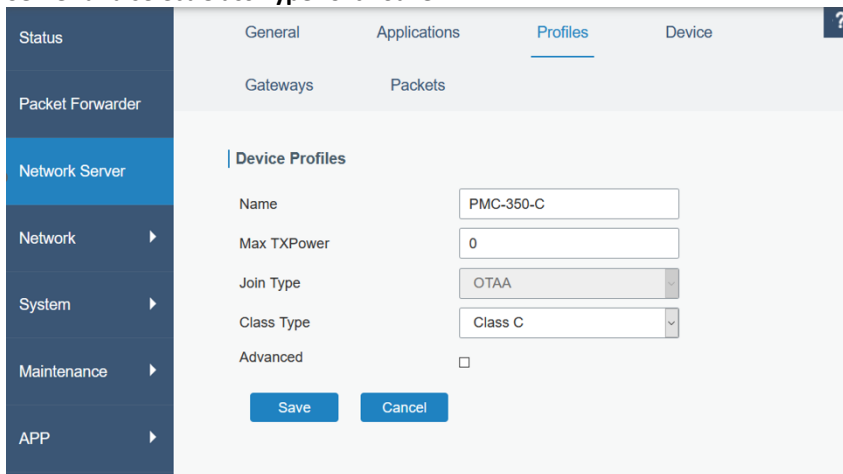 Status
Packet Forwarder
Network Server
Network
System
Maintenance
APP
General Applications Profiles Device
Gateways Packets
?
Device Profiles
Name PMC-350-C
Max TXPower 0
Join Type OTAA
Class Type Class C
Advanced
Save Cancel